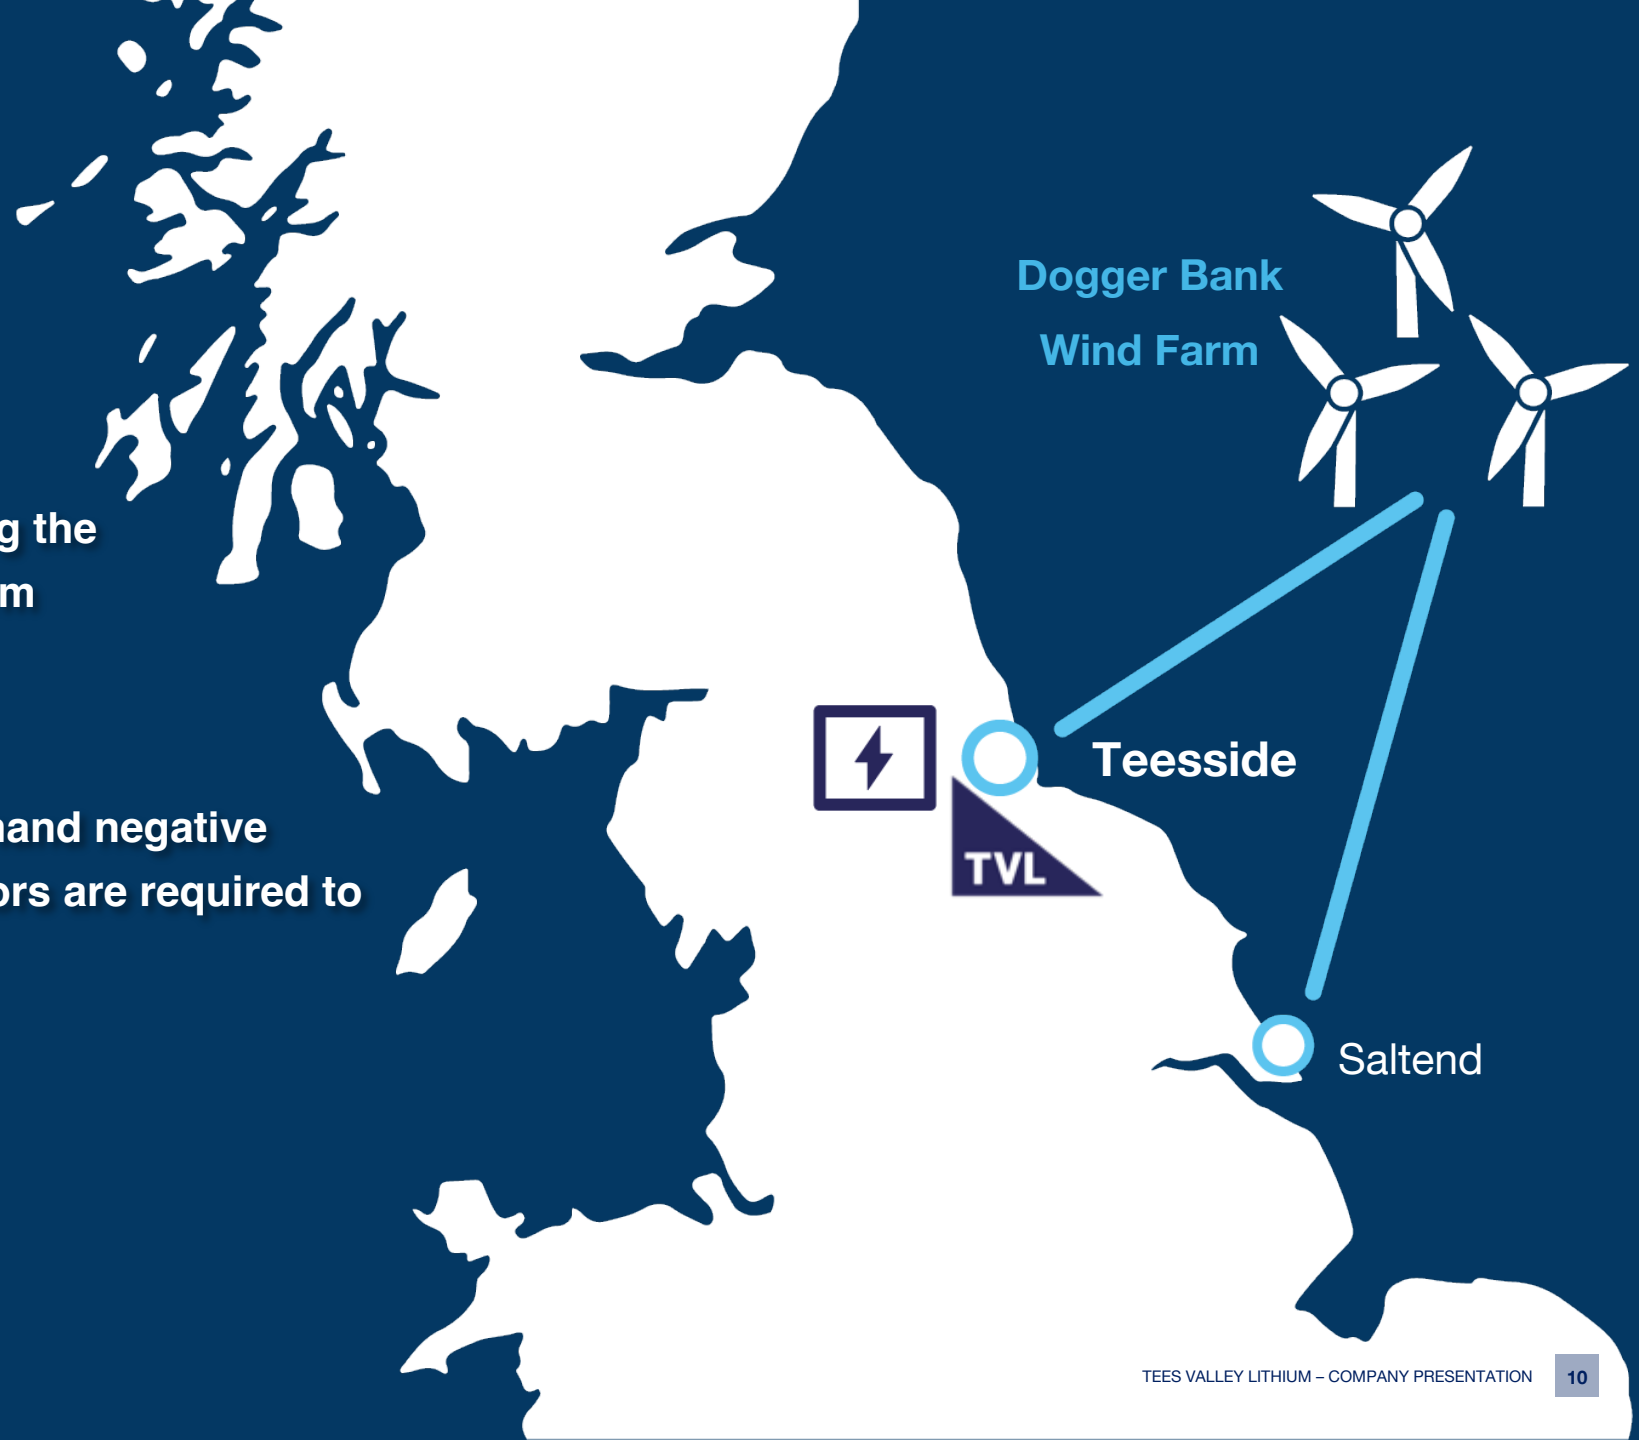 Dogger Bank
Wind Farm
g the
m
Teesside
and negative
TVL
ors are required to
Saltend
TEES VALLEY LITHIUM – COMPANY PRESENTATION 10